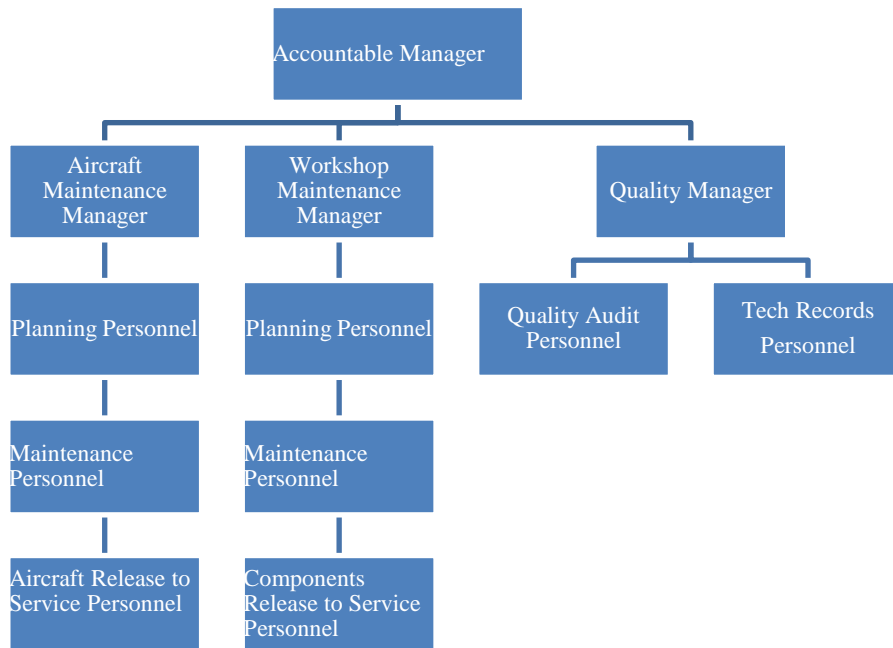 Accountable Manager
Aircraft
Maintenance
Manager
Workshop
Maintenance
Manager
Quality Manager
Planning Personnel
Planning Personnel
Quality Audit
Personnel
Tech Records
Personnel
Maintenance
Personnel
Maintenance
Personnel
Aircraft Release to
Service Personnel
Components
Release to Service
Personnel